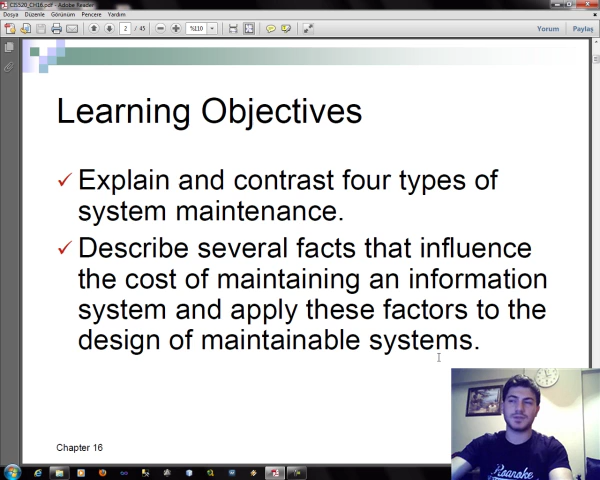 CIS520_CH16.pdf - Adobe Reader
Dosya Düzenle Görünüm Pencere Yardım
2 / 45 %110 Yorum Paylaş
Learning Objectives
✓ Explain and contrast four types of
system maintenance.
✓ Describe several facts that influence
the cost of maintaining an information
system and apply these factors to the
design of maintainable systems.
Chapter 16
Roanoke